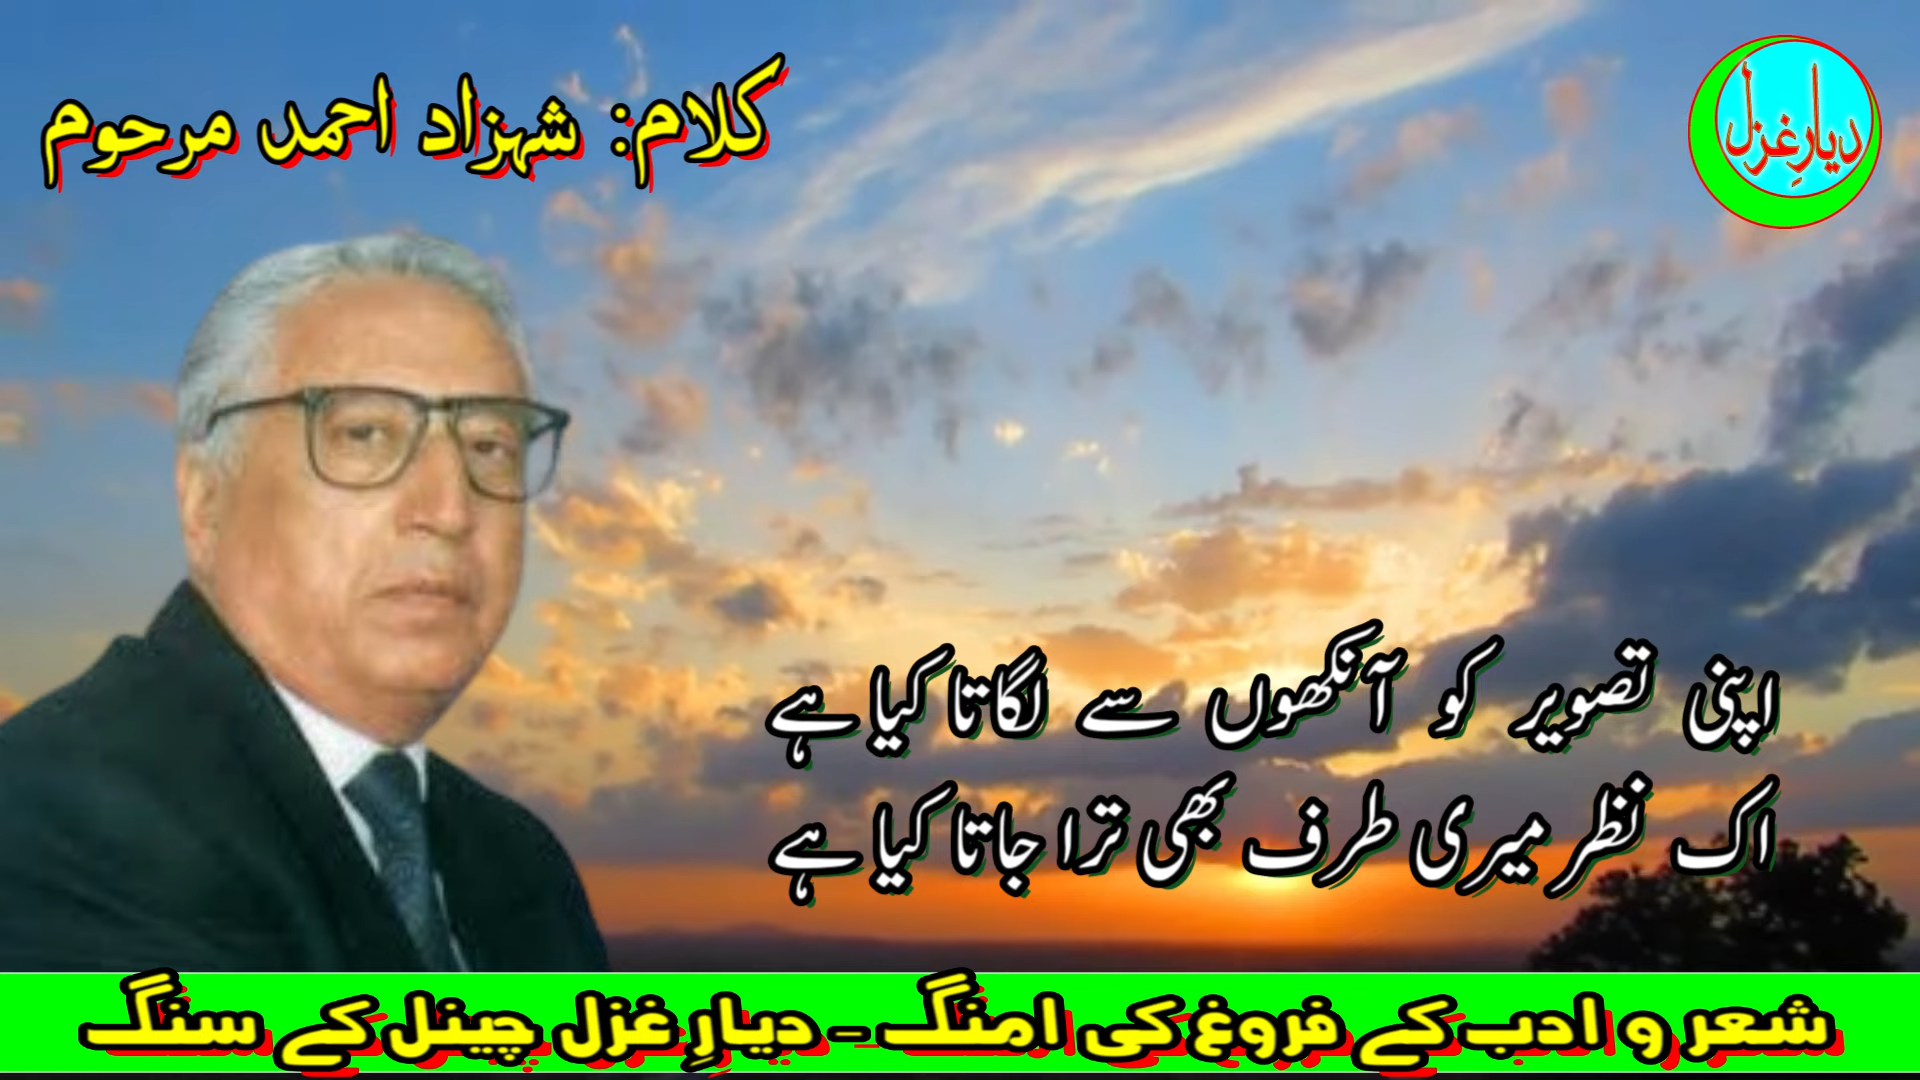 کلام: شہزاد احمد مرحوم
دیارِ غزل
اپنی تصویر کو آنکھوں سے لگاتا کیا ہے
اک نظر میری طرف بھی ترا جاتا کیا ہے
شعر و ادب کے فروغ کی امنگ - دیارِ غزل چینل کے سنگ